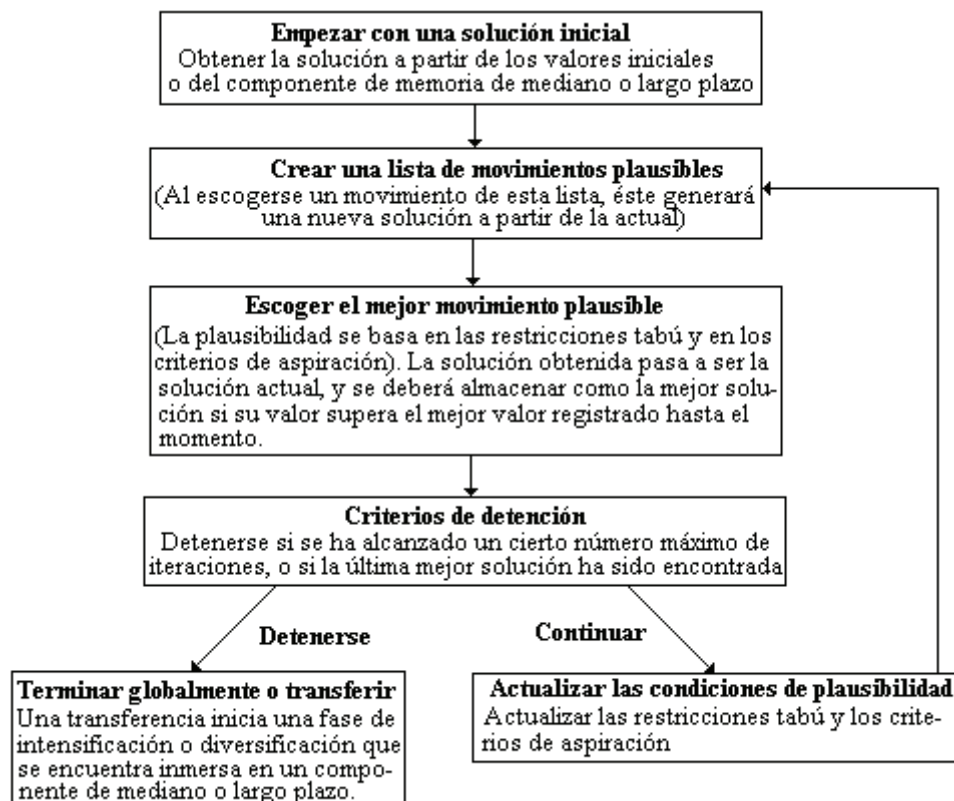 Empezar con una solución inicial
Obtener la solución a partir de los valores iniciales
o del componente de memoria de mediano o largo plazo
Crear una lista de movimientos plausibles
(Al escogerse un movimiento de esta lista, éste generará
una nueva solución a partir de la actual)
Escoger el mejor movimiento plausible
(La plausibilidad se basa en las restricciones tabú y en los
criterios de aspiración). La solución obtenida pasa a ser la
solución actual, y se deberá almacenar como la mejor solu-
ción si su valor supera el mejor valor registrado hasta el
momento.
Criterios de detención
Detenerse si se ha alcanzado un cierto número máximo de
iteraciones, o si la última mejor solución ha sido encontrada
Detenerse
Continuar
Terminar globalmente o transferir
Una transferencia inicia una fase de
intensificación o diversificación que
se encuentra inmersa en un compo-
nente de mediano o largo plazo.
Actualizar las condiciones de plausibilidad
Actualizar las restricciones tabú y los crite-
rios de aspiración